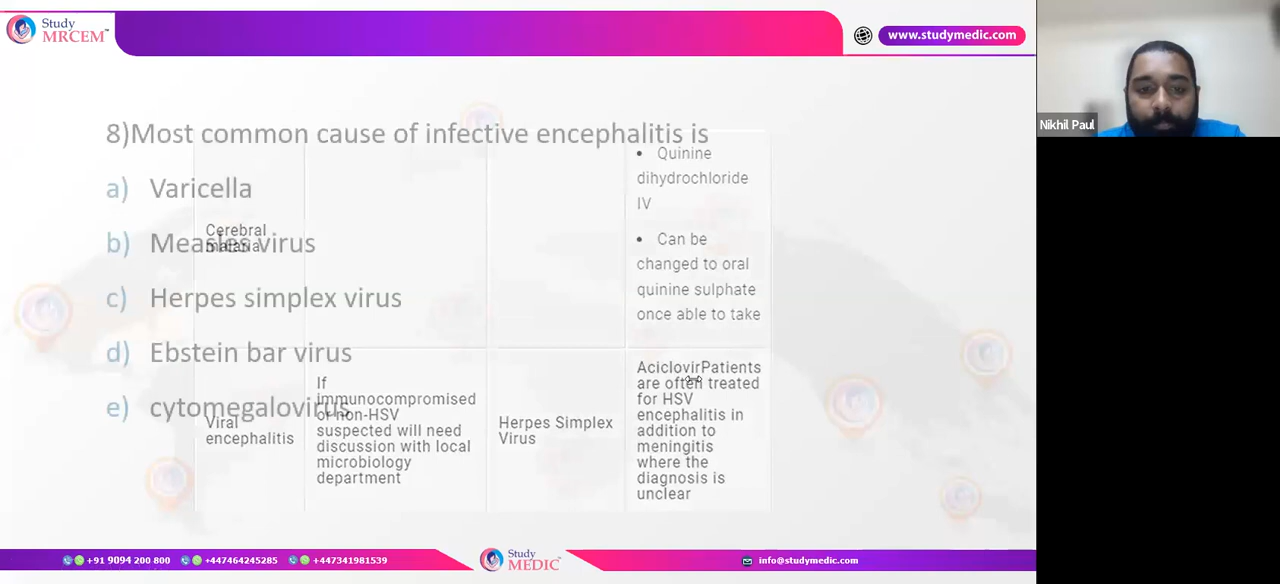 Study
MRCEM
www.studymedic.com
Nikhil Paul
8)Most common cause of infective encephalitis is
a) Varicella
b) Measles virus
c) Herpes simplex virus
d) Ebstein bar virus
e) cytomegalovirus
Cerebral
malaria
• Quinine
dihydrochloride
IV
• Can be
changed to oral
quinine sulphate
once able to take
Viral
encephalitis
If
immunocompromised
or non-HSV
suspected will need
discussion with local
microbiology
department
Herpes Simplex
Virus
AciclovirPatients
are often treated
for HSV
encephalitis in
addition to
meningitis
where the
diagnosis is
unclear
+91 9094 200 800
+447464245285
+447341981539
Study
MEDIC
info@studymedic.com